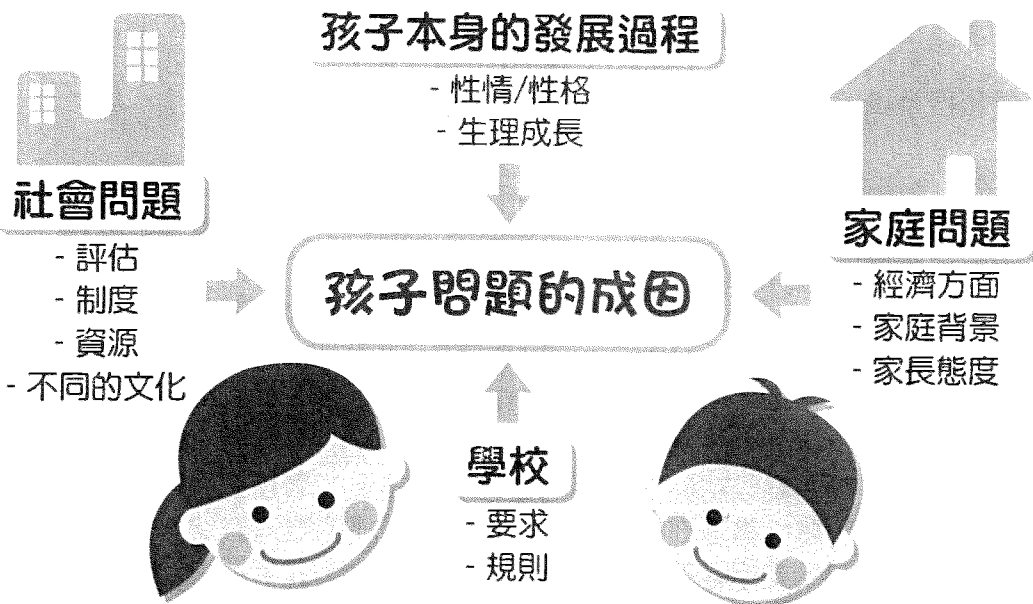 孩子本身的發展過程
- 性情/性格
- 生理成長
社會問題
- 評估
- 制度
- 資源
- 不同的文化
孩子問題的成因
家庭問題
- 經濟方面
- 家庭背景
- 家長態度
學校
- 要求
- 規則